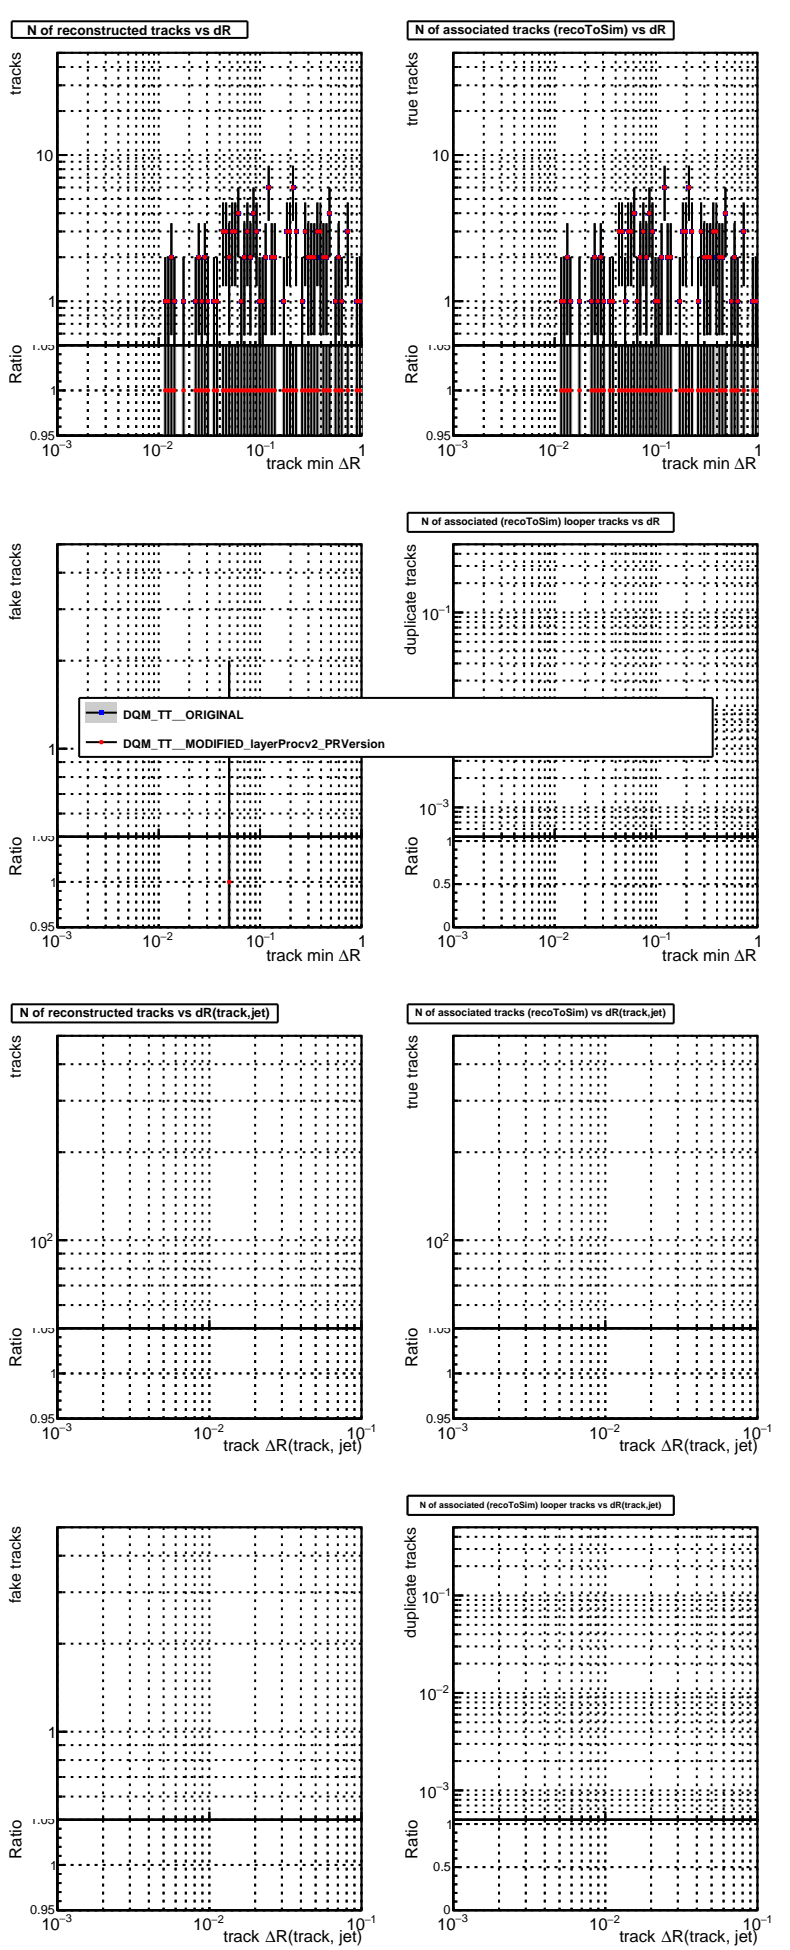 N of reconstructed tracks vs dR
tracks
10
1
1.05
Ratio
1
0.95
10−3
10−2
10−1
1
track min ΔR
N of associated tracks (recoToSim) vs dR
true tracks
10
1
1.05
Ratio
1
0.95
10−3
10−2
10−1
1
track min ΔR
fake tracks
1
1.05
Ratio
1
0.95
10−3
10−2
10−1
1
track min ΔR
N of associated (recoToSim) looper tracks vs dR
duplicate tracks
10−1
10−3
Ratio
1
0.5
0
10−3
10−2
10−1
1
track min ΔR
DQM_TT__ORIGINAL
DQM_TT__MODIFIED_layerProcv2_PRVersion
N of reconstructed tracks vs dR(track,jet)
tracks
102
1.05
Ratio
1
0.95
10−3
10−2
10−1
track ΔR(track, jet)
N of associated tracks (recoToSim) vs dR(track,jet)
true tracks
102
1.05
Ratio
1
0.95
10−3
10−2
10−1
track ΔR(track, jet)
fake tracks
1
1.05
Ratio
1
0.95
10−3
10−2
10−1
track ΔR(track, jet)
N of associated (recoToSim) looper tracks vs dR(track,jet)
duplicate tracks
10−1
10−2
10−3
Ratio
1
0.5
0
10−3
10−2
10−1
track ΔR(track, jet)